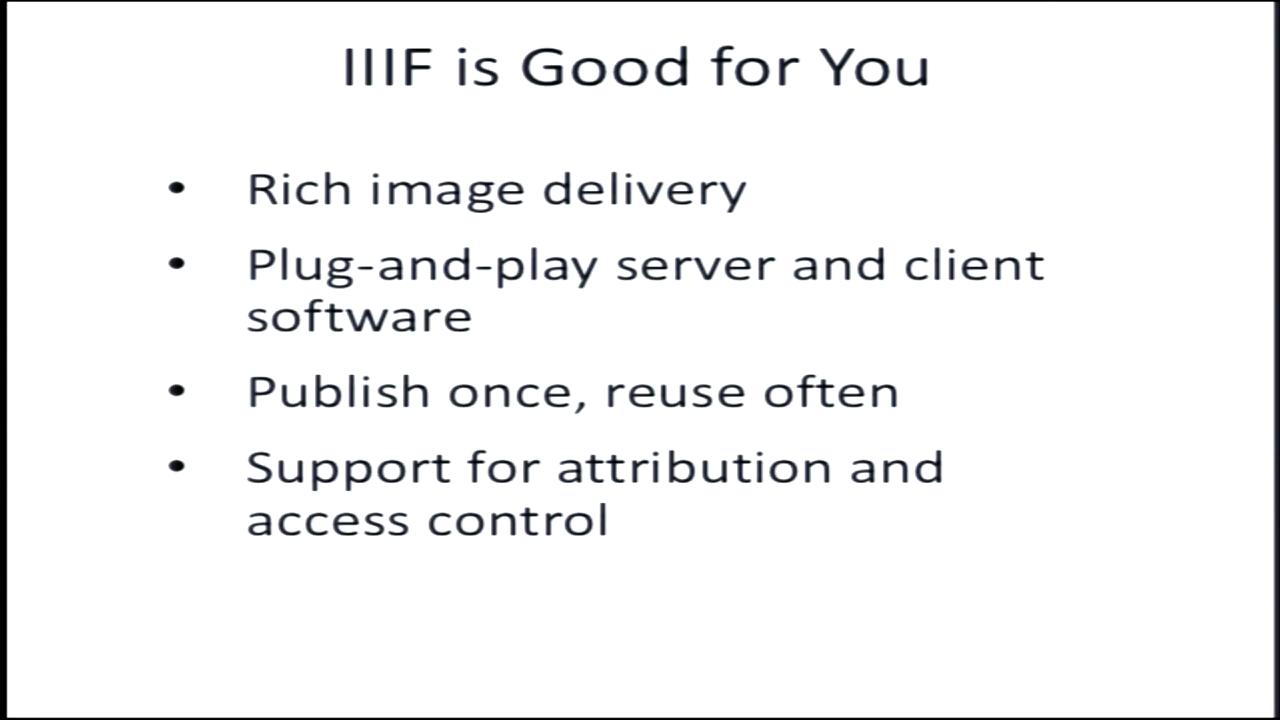 IIIF is Good for You
• Rich image delivery
• Plug-and-play server and client
software
• Publish once, reuse often
• Support for attribution and
access control